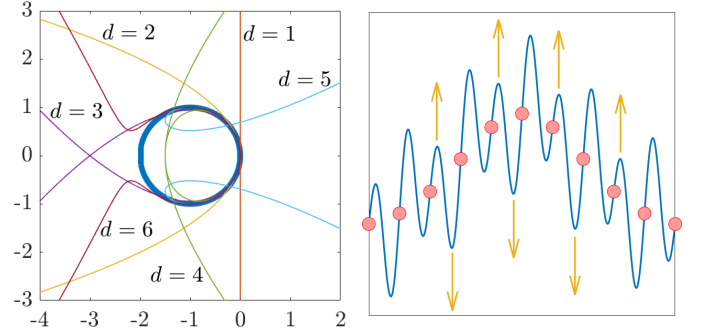 3
d = 2
d = 1
2
d = 5
1
d = 3
0
-1
d = 6
-2
d = 4
-3
-4 -3 -2 -1 0 1 2